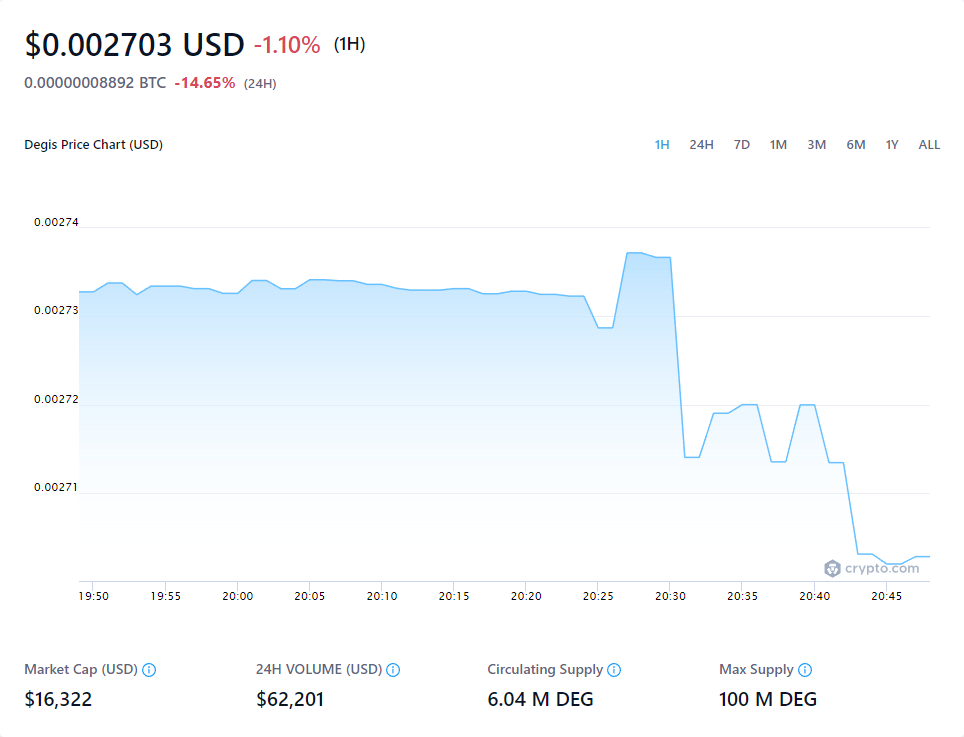 $0.002703 USD -1.10% (1H)
0.00000008892 BTC -14.65% (24H)
Degis Price Chart (USD) 1H 24H 7D 1M 3M 6M 1Y ALL
0.00274
0.00273
0.00272
0.00271
crypto.com
19:50 19:55 20:00 20:05 20:10 20:15 20:20 20:25 20:30 20:35 20:40 20:45
Market Cap (USD) 24H VOLUME (USD) Circulating Supply Max Supply
$16,322 $62,201 6.04 M DEG 100 M DEG